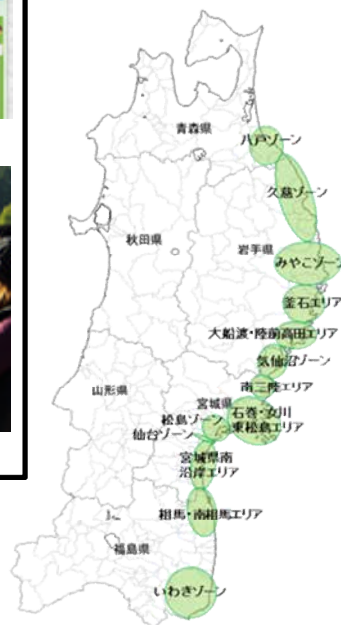 青森県
八戸ゾーン
久慈ゾーン
秋田県
岩手県
みやこゾーン
釜石エリア
大船渡・陸前高田エリア
気仙沼ゾーン
南三陸エリア
山形県
宮城県
石巻・女川
東松島エリア
松島ゾーン
仙台ゾーン
宮城県南
沿岸エリア
祖馬・南祖馬エリア
福島県
いわきゾーン